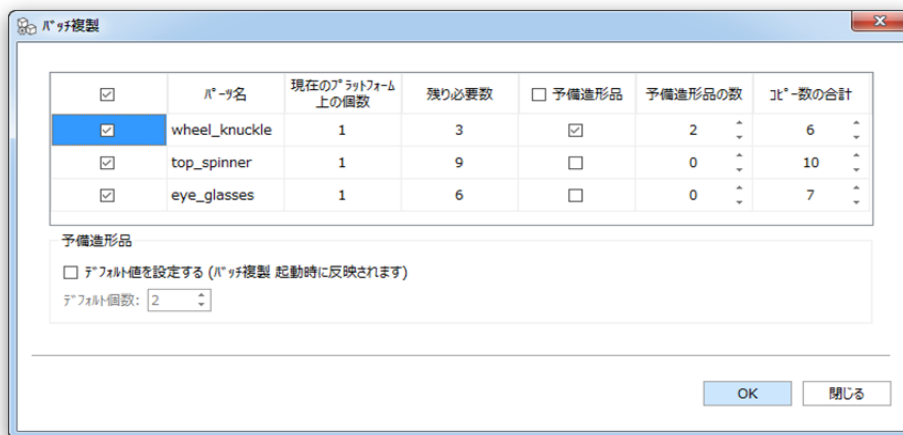 バッチ複製
パーツ名 現在のプラットフォーム上の個数 残り必要数 予備造形品 予備造形品の数 コピー数の合計
wheel_knuckle 1 3 2 6
top_spinner 1 9 0 10
eye_glasses 1 6 0 7
予備造形品
デフォルト値を設定する (バッチ複製 起動時に反映されます)
デフォルト個数: 2
OK 閉じる